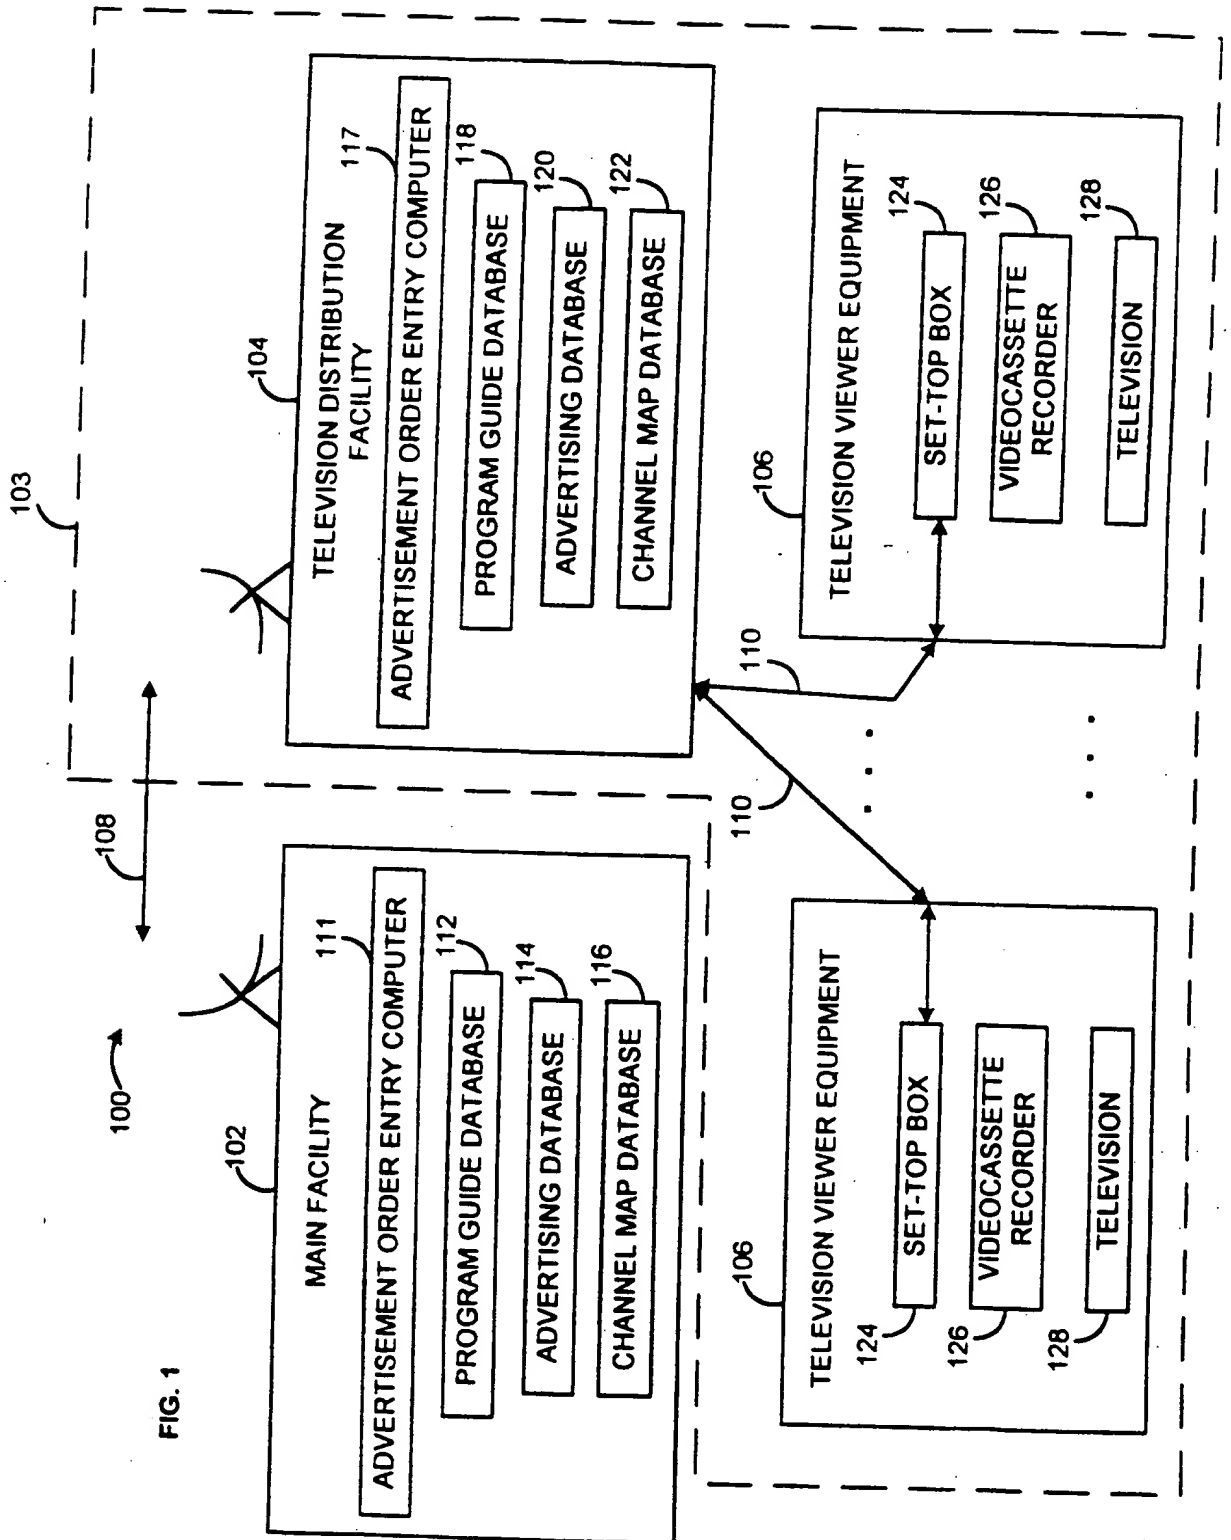 FIG. 1
100
108
103
102
MAIN FACILITY
111
ADVERTISEMENT ORDER ENTRY COMPUTER
112
PROGRAM GUIDE DATABASE
114
ADVERTISING DATABASE
116
CHANNEL MAP DATABASE
104
TELEVISION DISTRIBUTION
FACILITY
117
ADVERTISEMENT ORDER ENTRY COMPUTER
118
PROGRAM GUIDE DATABASE
120
ADVERTISING DATABASE
122
CHANNEL MAP DATABASE
110
110
106
TELEVISION VIEWER EQUIPMENT
124
SET-TOP BOX
126
VIDEOCASSETTE
RECORDER
128
TELEVISION
106
TELEVISION VIEWER EQUIPMENT
124
SET-TOP BOX
126
VIDEOCASSETTE
RECORDER
128
TELEVISION